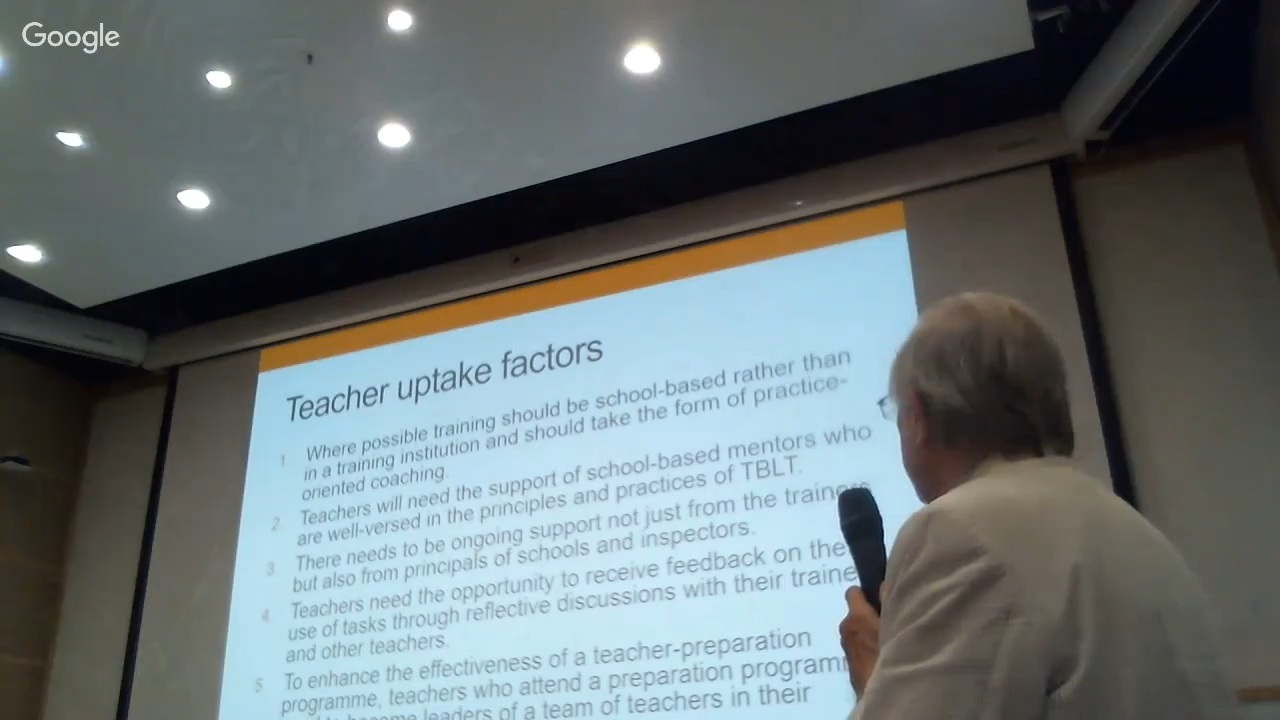 Google
Teacher uptake factors
1. Where possible training should be school-based rather than
in a training institution and should take the form of practice-
oriented coaching.
2. Teachers will need the support of school-based mentors who
are well-versed in the principles and practices of TBLT.
3. There needs to be ongoing support not just from the trainers
but also from principals of schools and inspectors.
4. Teachers need the opportunity to receive feedback on the
use of tasks through reflective discussions with their
and other teachers.
5. To enhance the effectiveness of a teacher-preparation
programme, teachers who attend a preparation
leaders of a team of teachers in their